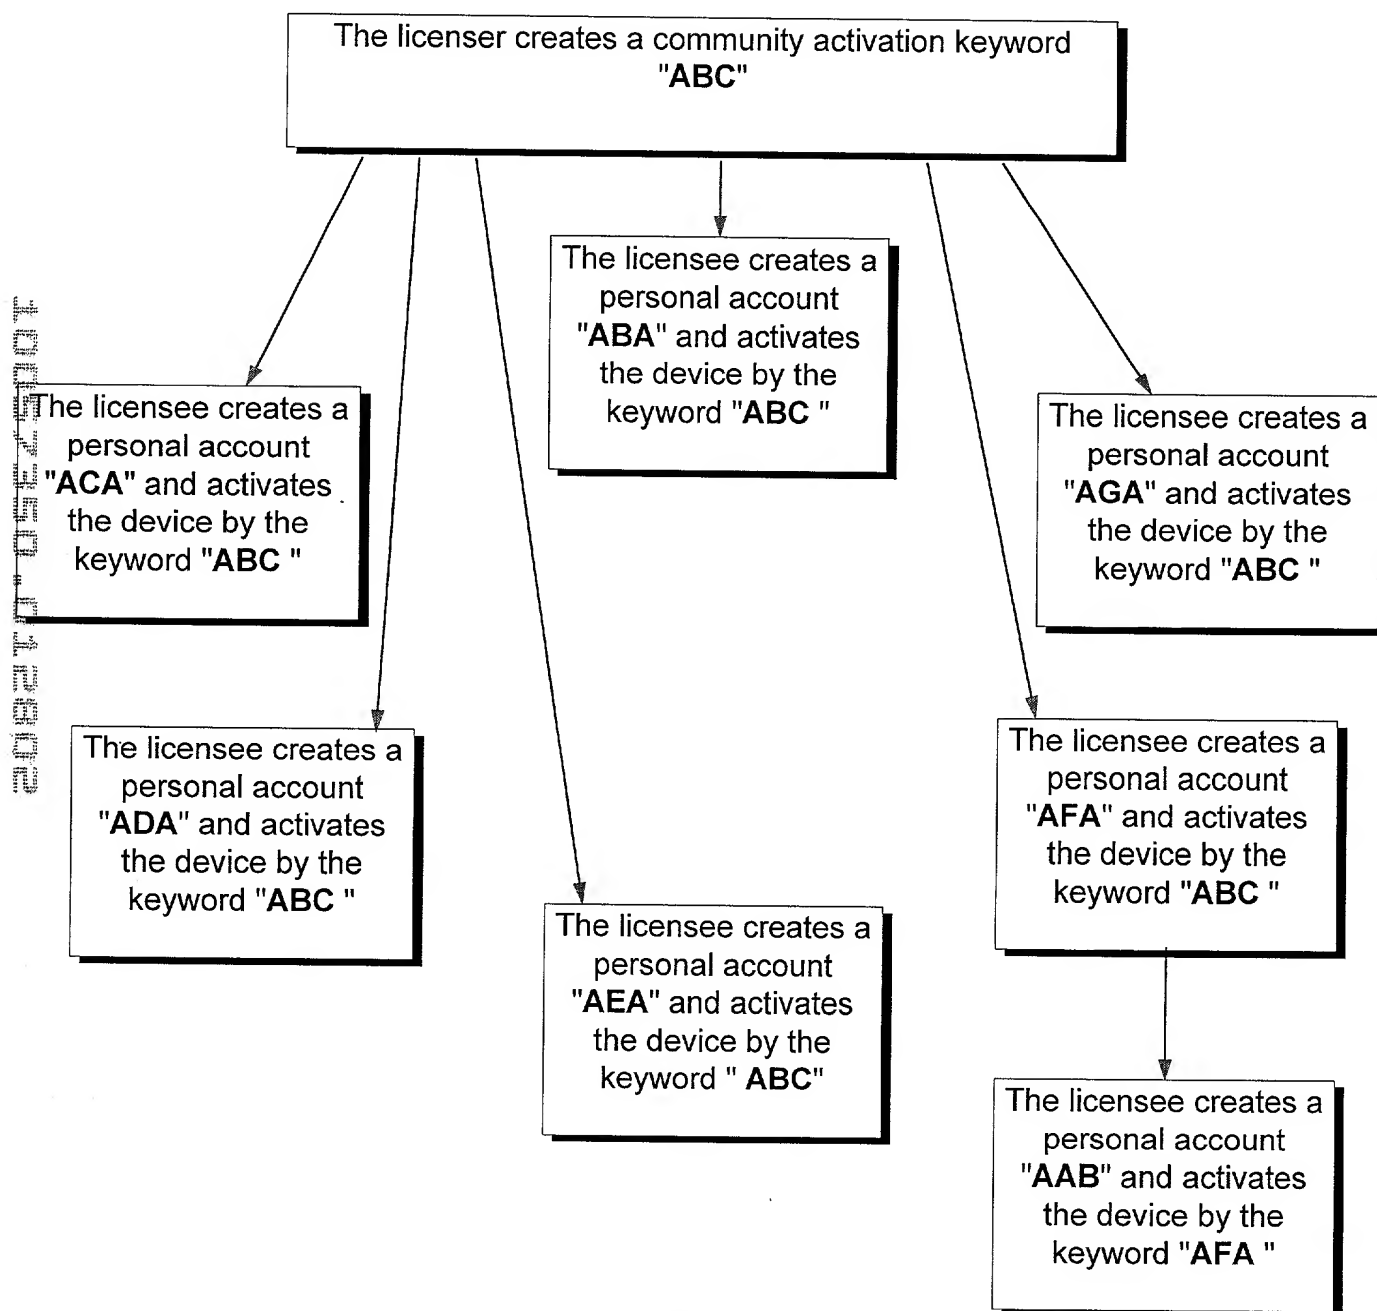 The licenser creates a community activation keyword
"ABC"
The licensee creates a
personal account
"ABA" and activates
the device by the
keyword "ABC "
The licensee creates a
personal account
"ACA" and activates
the device by the
keyword "ABC "
The licensee creates a
personal account
"AGA" and activates
the device by the
keyword "ABC "
The licensee creates a
personal account
"ADA" and activates
the device by the
keyword "ABC "
The licensee creates a
personal account
"AFA" and activates
the device by the
keyword "ABC "
The licensee creates a
personal account
"AEA" and activates
the device by the
keyword " ABC"
The licensee creates a
personal account
"AAB" and activates
the device by the
keyword "AFA "
10057350.012802